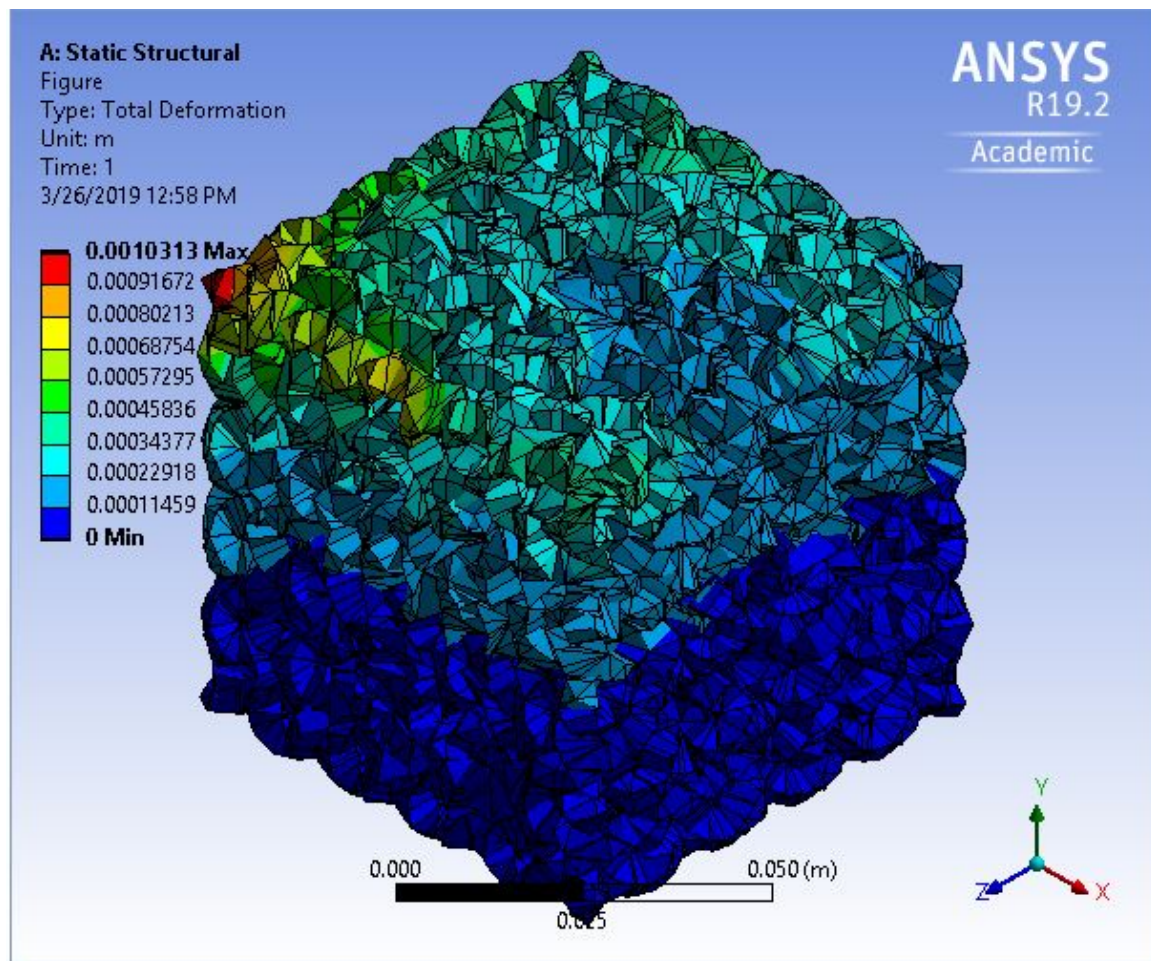 A: Static Structural
Figure
Type: Total Deformation
Unit: m
Time: 1
3/26/2019 12:58 PM
ANSYS
R19.2
Academic
0.0010313 Max
0.00091672
0.00080213
0.00068754
0.00057295
0.00045836
0.00034377
0.00022918
0.00011459
0 Min
0.000
0.050 (m)
0.025
Y
Z
X